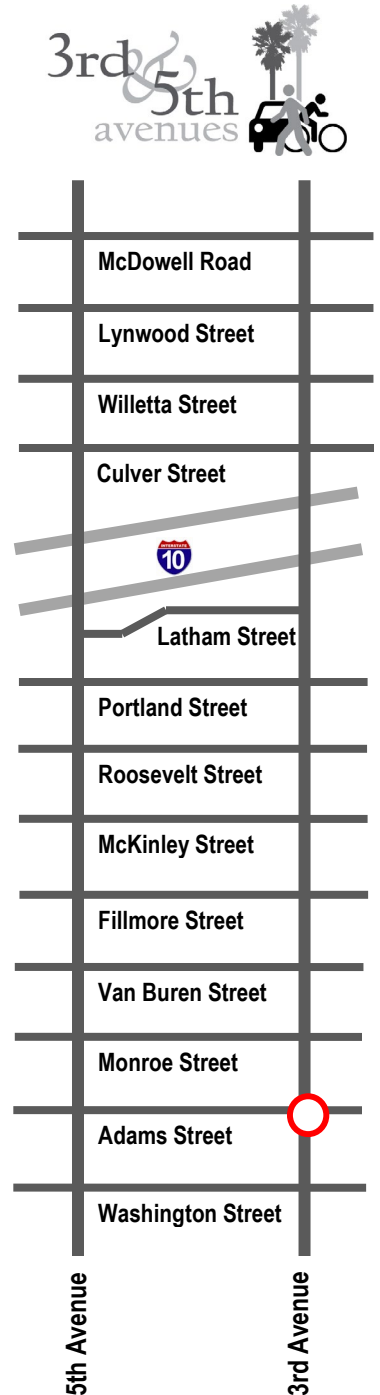 3rd & 5th
avenues
McDowell Road
Lynwood Street
Willetta Street
Culver Street
INTERSTATE
10
Latham Street
Portland Street
Roosevelt Street
McKinley Street
Fillmore Street
Van Buren Street
Monroe Street
Adams Street
Washington Street
5th Avenue
3rd Avenue